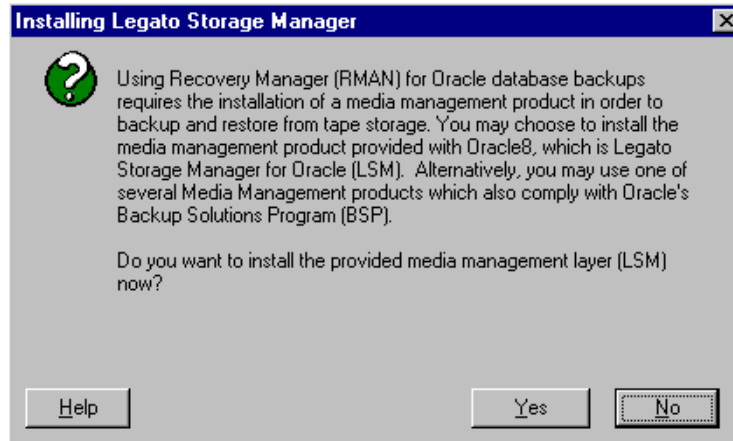 Installing Legato Storage Manager
Using Recovery Manager (RMAN) for Oracle database backups
requires the installation of a media management product in order to
backup and restore from tape storage. You may choose to install the
media management product provided with Oracle8, which is Legato
Storage Manager for Oracle (LSM).  Alternatively, you may use one of
several Media Management products which also comply with Oracle's
Backup Solutions Program (BSP).
Do you want to install the provided media management layer (LSM)
now?
Help
Yes
No